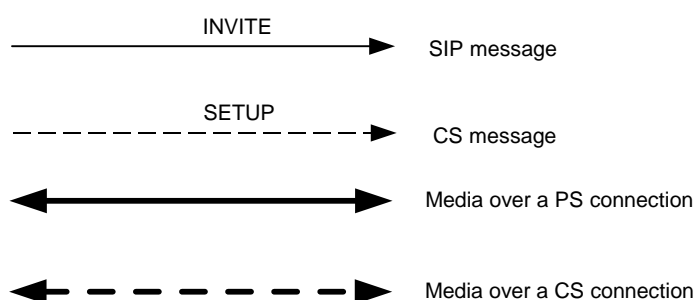 INVITE
SIP message
SETUP
CS message
Media over a PS connection
Media over a CS connection